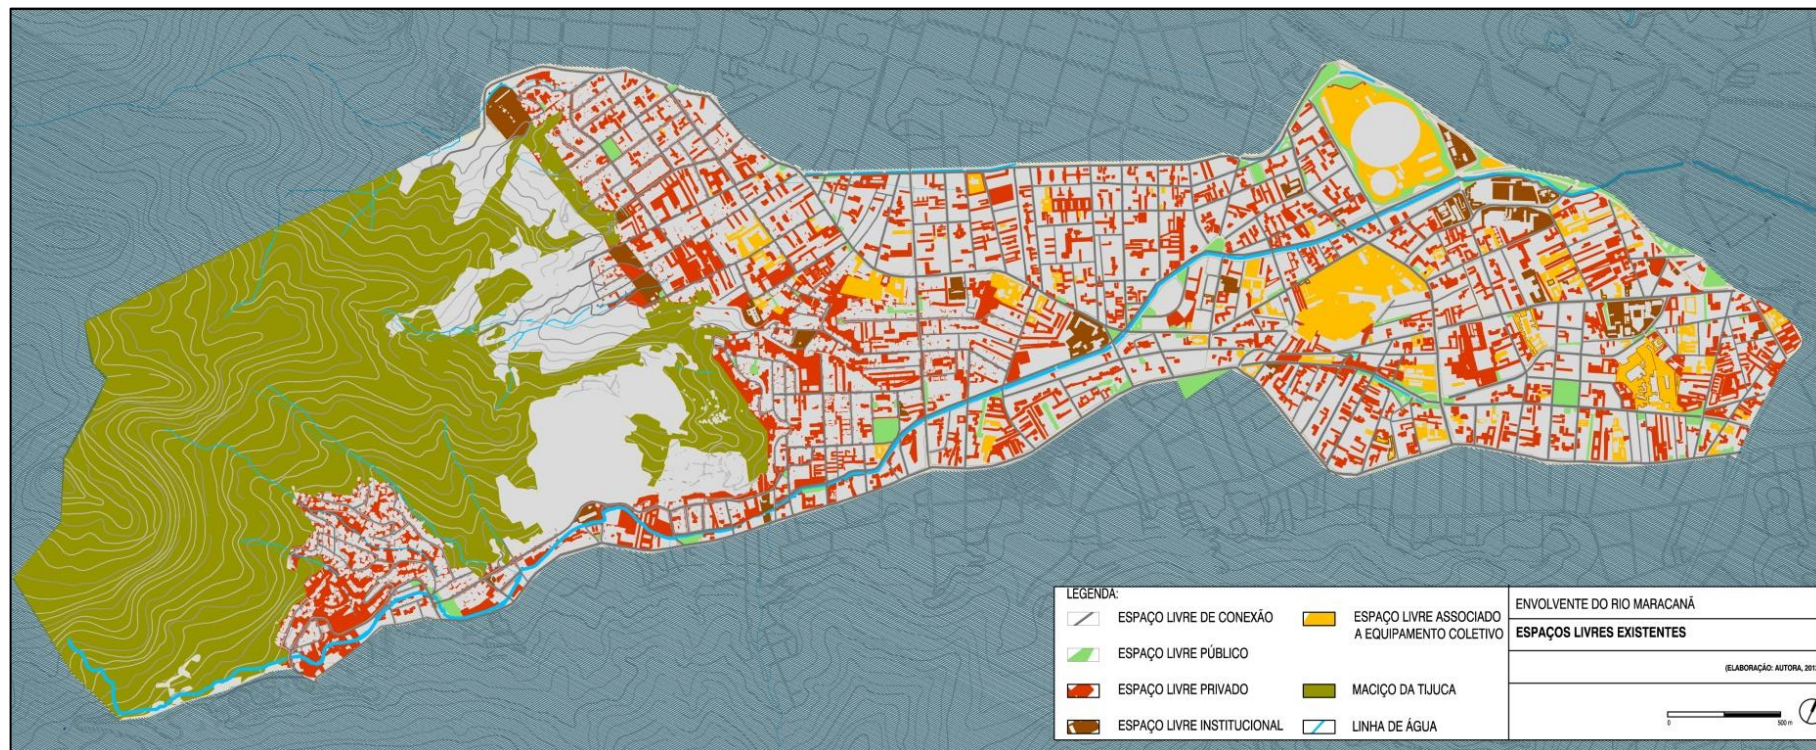 LEGENDA:
ESPAÇO LIVRE DE CONEXÃO
ESPAÇO LIVRE PÚBLICO
ESPAÇO LIVRE PRIVADO
ESPAÇO LIVRE INSTITUCIONAL
ESPAÇO LIVRE ASSOCIADO
A EQUIPAMENTO COLETIVO
MACIÇO DA TIJUCA
LINHA DE ÁGUA
ENVOLVENTE DO RIO MARACANÃ
ESPAÇOS LIVRES EXISTENTES
(ELABORAÇÃO: AUTORA,
0 500 m